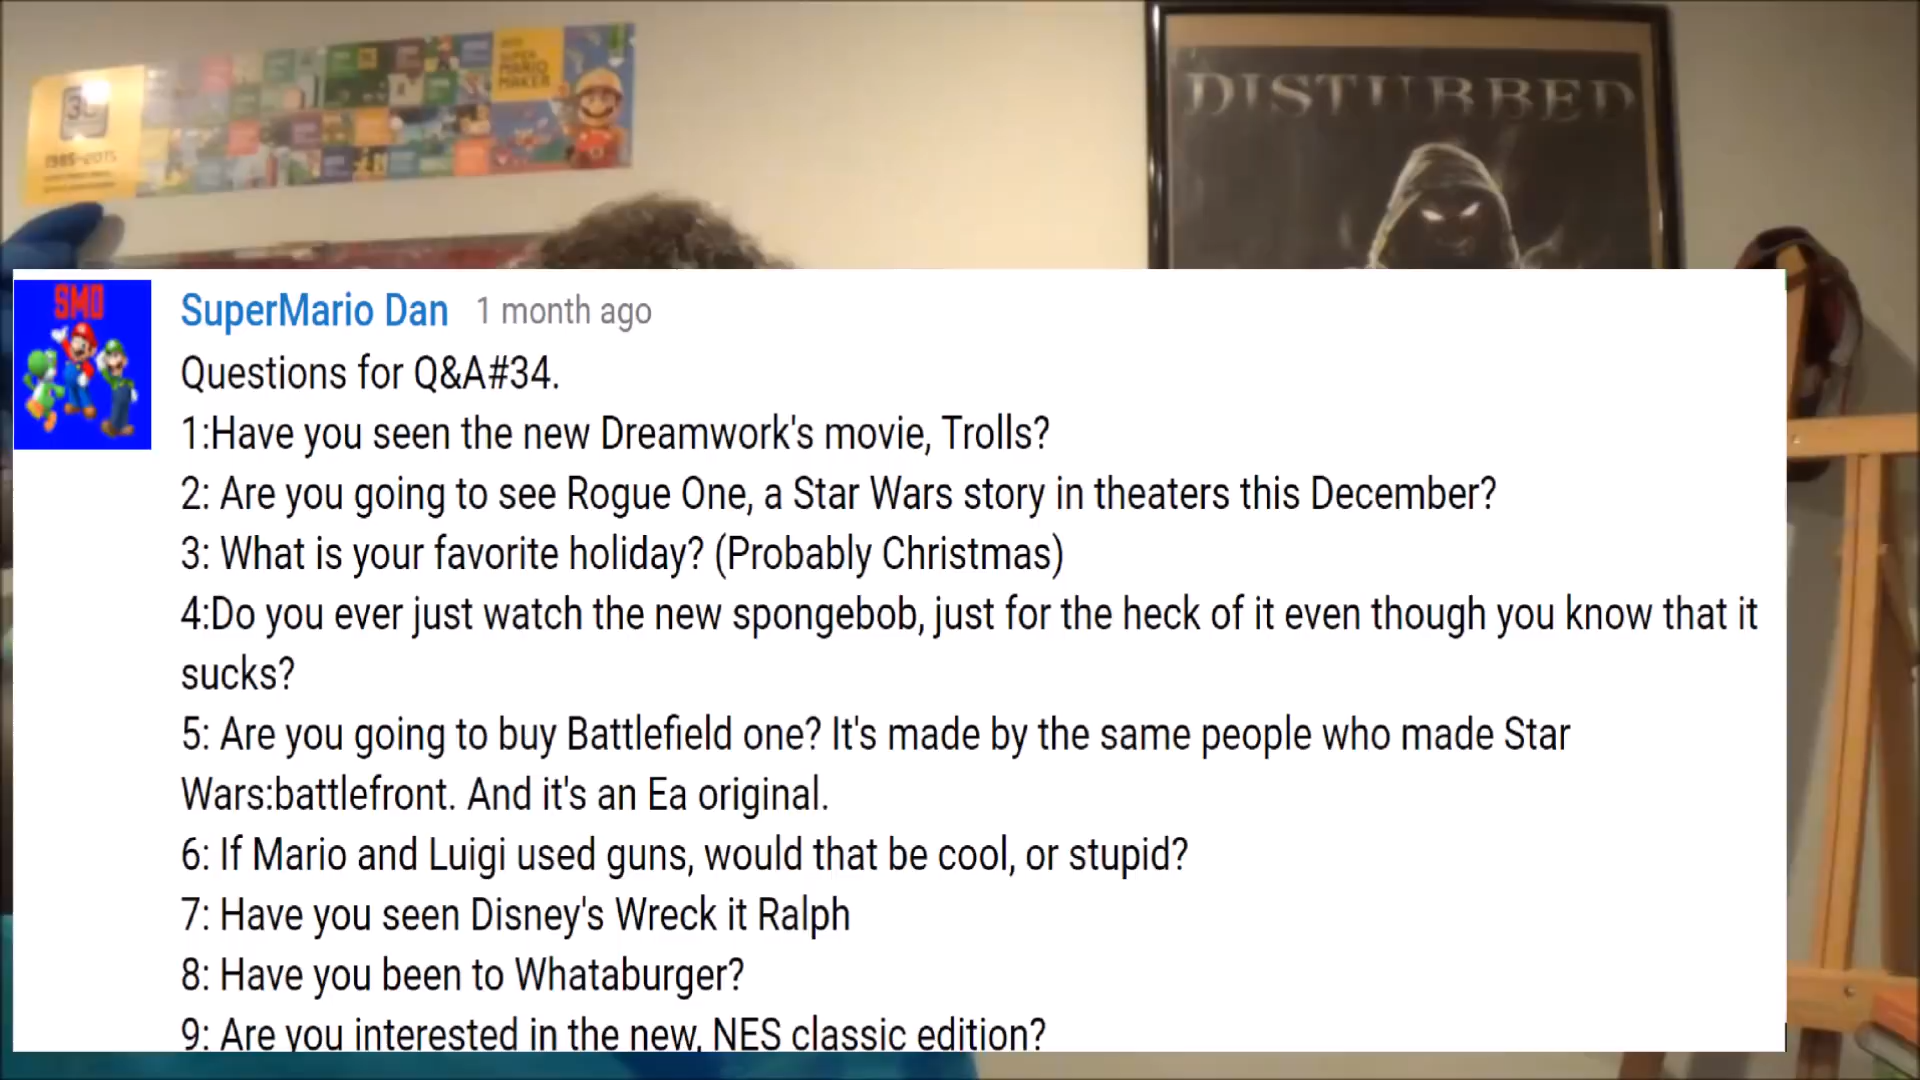 30
1985-2015
SUPER
MARIO
MAKER
DISTURBED
SMD
SuperMario Dan 1 month ago
Questions for Q&A#34.
1:Have you seen the new Dreamwork's movie, Trolls?
2: Are you going to see Rogue One, a Star Wars story in theaters this December?
3: What is your favorite holiday? (Probably Christmas)
4:Do you ever just watch the new spongebob, just for the heck of it even though you know that it
sucks?
5: Are you going to buy Battlefield one? It's made by the same people who made Star
Wars:battlefront. And it's an Ea original.
6: If Mario and Luigi used guns, would that be cool, or stupid?
7: Have you seen Disney's Wreck it Ralph
8: Have you been to Whataburger?
9: Are you interested in the new, NES classic edition?